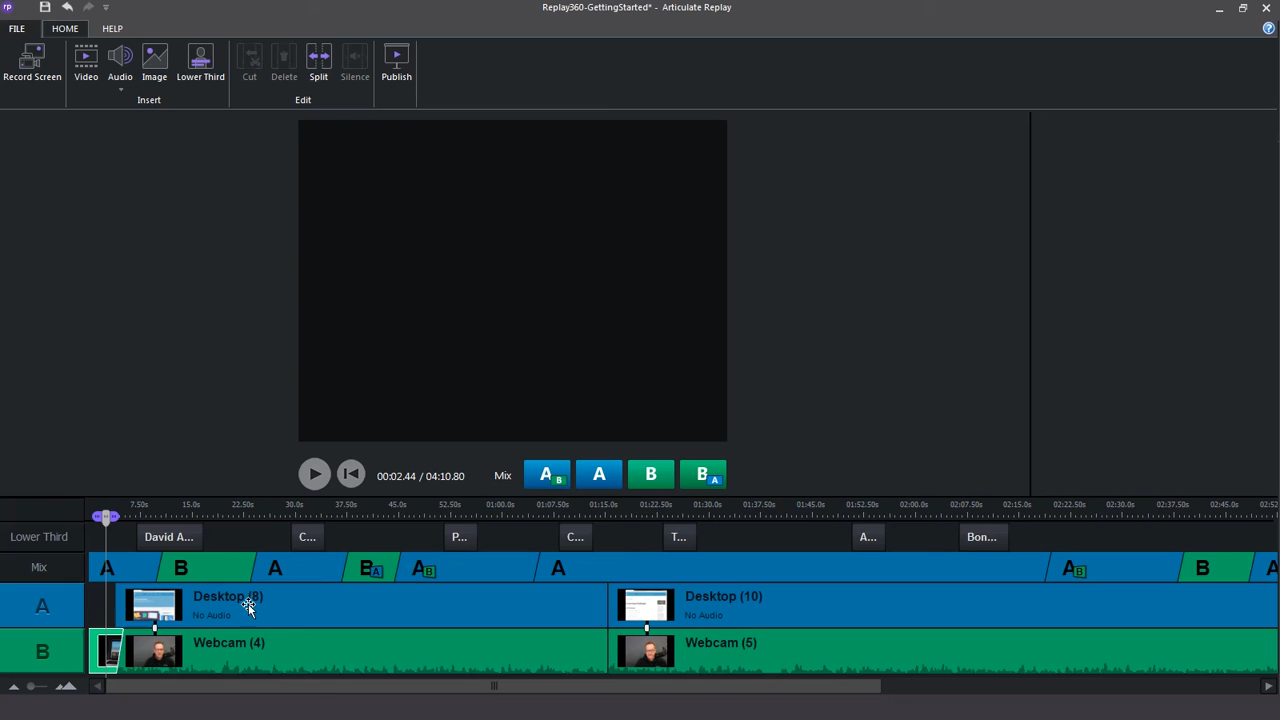 rp Replay360-GettingStarted* - Articulate Replay
FILE HOME HELP
Record Screen Video Audio Image Lower Third Cut Delete Split Silence Publish
Insert Edit
00:02.44 / 04:10.80 Mix A B A B B A
7.50s 15.0s 22.50s 30.0s 37.50s 45.0s 52.50s 01:00.0s 01:07.50s 01:15.0s 01:22.50s 01:30.0s 01:37.50s 01:45.0s 01:52.50s 02:00.0s 02:07.50s 02:15.0s 02:22.50s 02:30.0s 02:37.50s 02:45.0s
Lower Third David A... C... P... C... T... A... Bon...
Mix A B A B A A B A A B B A
A Desktop (8) Desktop (10)
No Audio No Audio
B Webcam (4) Webcam (5)